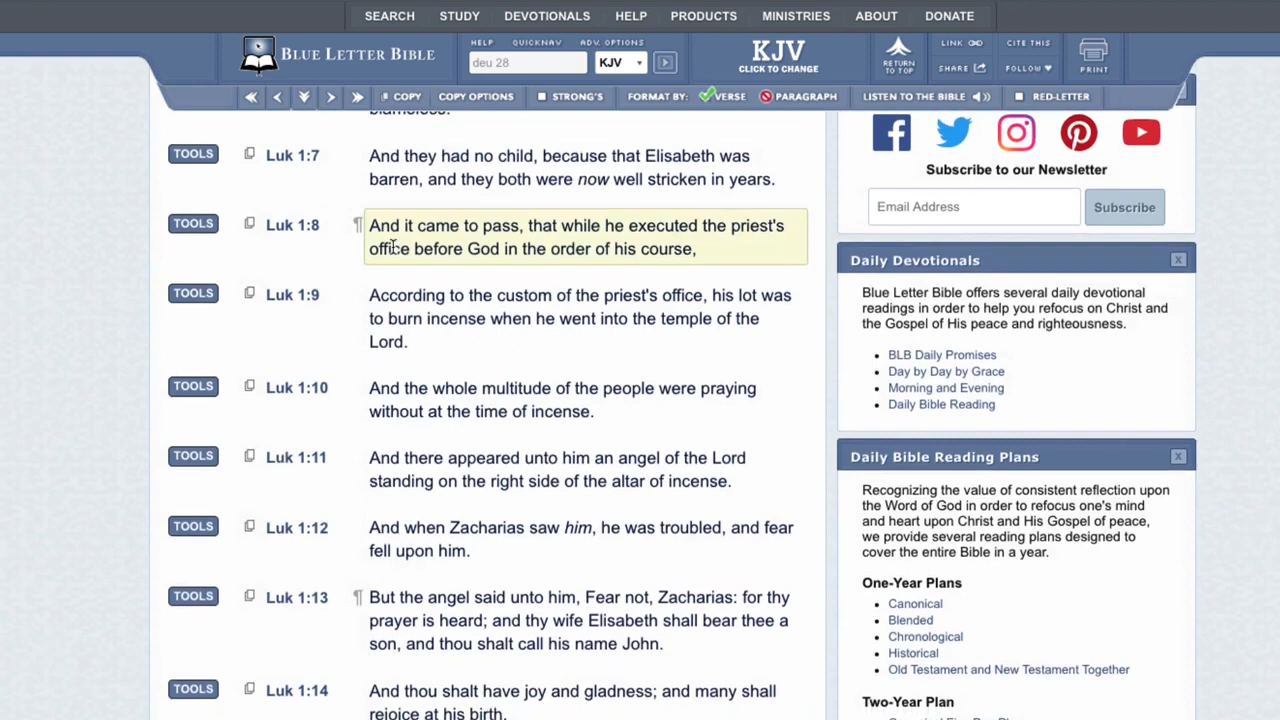 SEARCH STUDY DEVOTIONALS HELP PRODUCTS MINISTRIES ABOUT DONATE
BLUE LETTER BIBLE
HELP QUICKNAV ADV. OPTIONS
deu 28 KJV
KJV
CLICK TO CHANGE
RETURN
TO TOP
LINK CITE THIS
SHARE FOLLOW
PRINT
COPY COPY OPTIONS STRONG'S FORMAT BY: VERSE PARAGRAPH LISTEN TO THE BIBLE RED-LETTER
blameless.
TOOLS Luk 1:7 And they had no child, because that Elisabeth was
barren, and they both were now well stricken in years.
TOOLS Luk 1:8 ¶ And it came to pass, that while he executed the priest's
office before God in the order of his course,
TOOLS Luk 1:9 According to the custom of the priest's office, his lot was
to burn incense when he went into the temple of the
Lord.
TOOLS Luk 1:10 And the whole multitude of the people were praying
without at the time of incense.
TOOLS Luk 1:11 And there appeared unto him an angel of the Lord
standing on the right side of the altar of incense.
TOOLS Luk 1:12 And when Zacharias saw him, he was troubled, and fear
fell upon him.
TOOLS Luk 1:13 ¶ But the angel said unto him, Fear not, Zacharias: for thy
prayer is heard; and thy wife Elisabeth shall bear thee a
son, and thou shalt call his name John.
TOOLS Luk 1:14 And thou shalt have joy and gladness; and many shall
rejoice at his birth.
Subscribe to our Newsletter
Email Address Subscribe
Daily Devotionals
Blue Letter Bible offers several daily devotional
readings in order to help you refocus on Christ and
the Gospel of His peace and righteousness.
• BLB Daily Promises
• Day by Day by Grace
• Morning and Evening
• Daily Bible Reading
Daily Bible Reading Plans
Recognizing the value of consistent reflection upon
the Word of God in order to refocus one's mind
and heart upon Christ and His Gospel of peace,
we provide several reading plans designed to
cover the entire Bible in a year.
One-Year Plans
• Canonical
• Blended
• Chronological
• Historical
• Old Testament and New Testament Together
Two-Year Plan